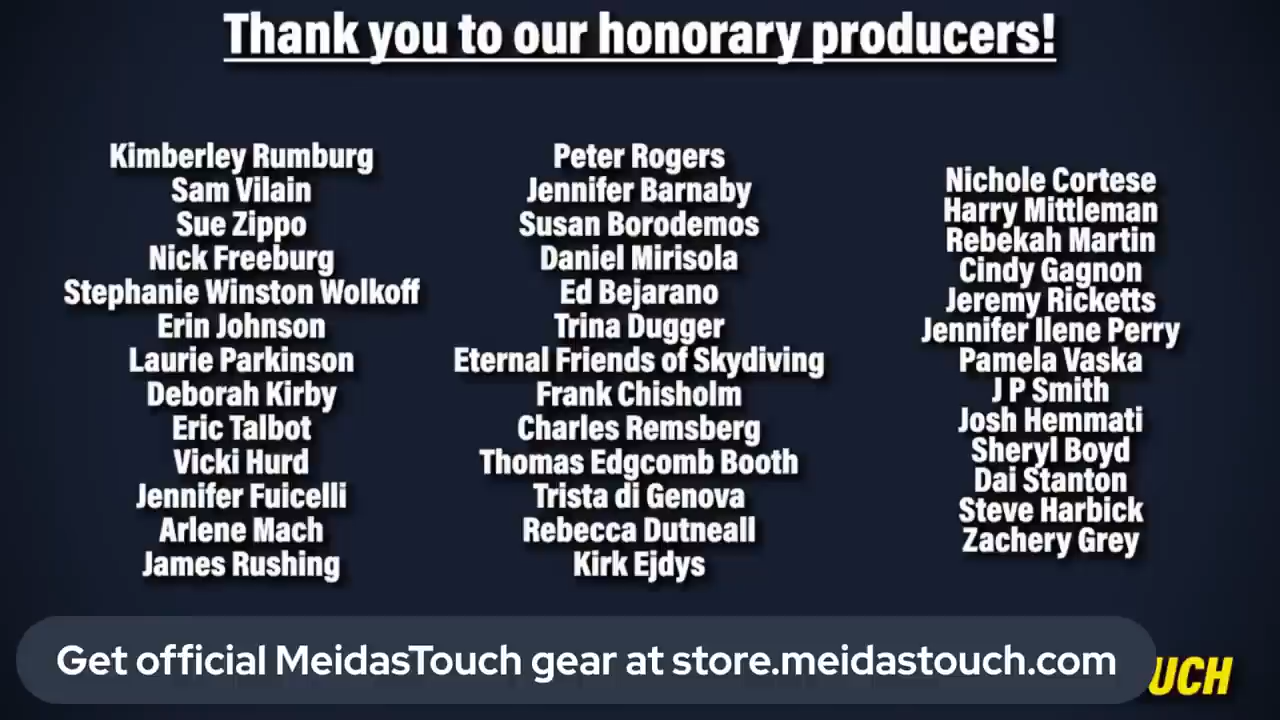 Thank you to our honorary producers!
Kimberley Rumburg
Sam Vilain
Sue Zippo
Nick Freeburg
Stephanie Winston Wolkoff
Erin Johnson
Laurie Parkinson
Deborah Kirby
Eric Talbot
Vicki Hurd
Jennifer Fuicelli
Arlene Mach
James Rushing
Peter Rogers
Jennifer Barnaby
Susan Borodemos
Daniel Mirisola
Ed Bejarano
Trina Dugger
Eternal Friends of Skydiving
Frank Chisholm
Charles Remsberg
Thomas Edgcomb Booth
Trista di Genova
Rebecca Dutneall
Kirk Ejdys
Nichole Cortese
Harry Mittleman
Rebekah Martin
Cindy Gagnon
Jeremy Ricketts
Jennifer Ilene Perry
Pamela Vaska
J P Smith
Josh Hemmati
Sheryl Boyd
Dai Stanton
Steve Harbick
Zachery Grey
Get official MeidasTouch gear at store.meidastouch.com
UCH